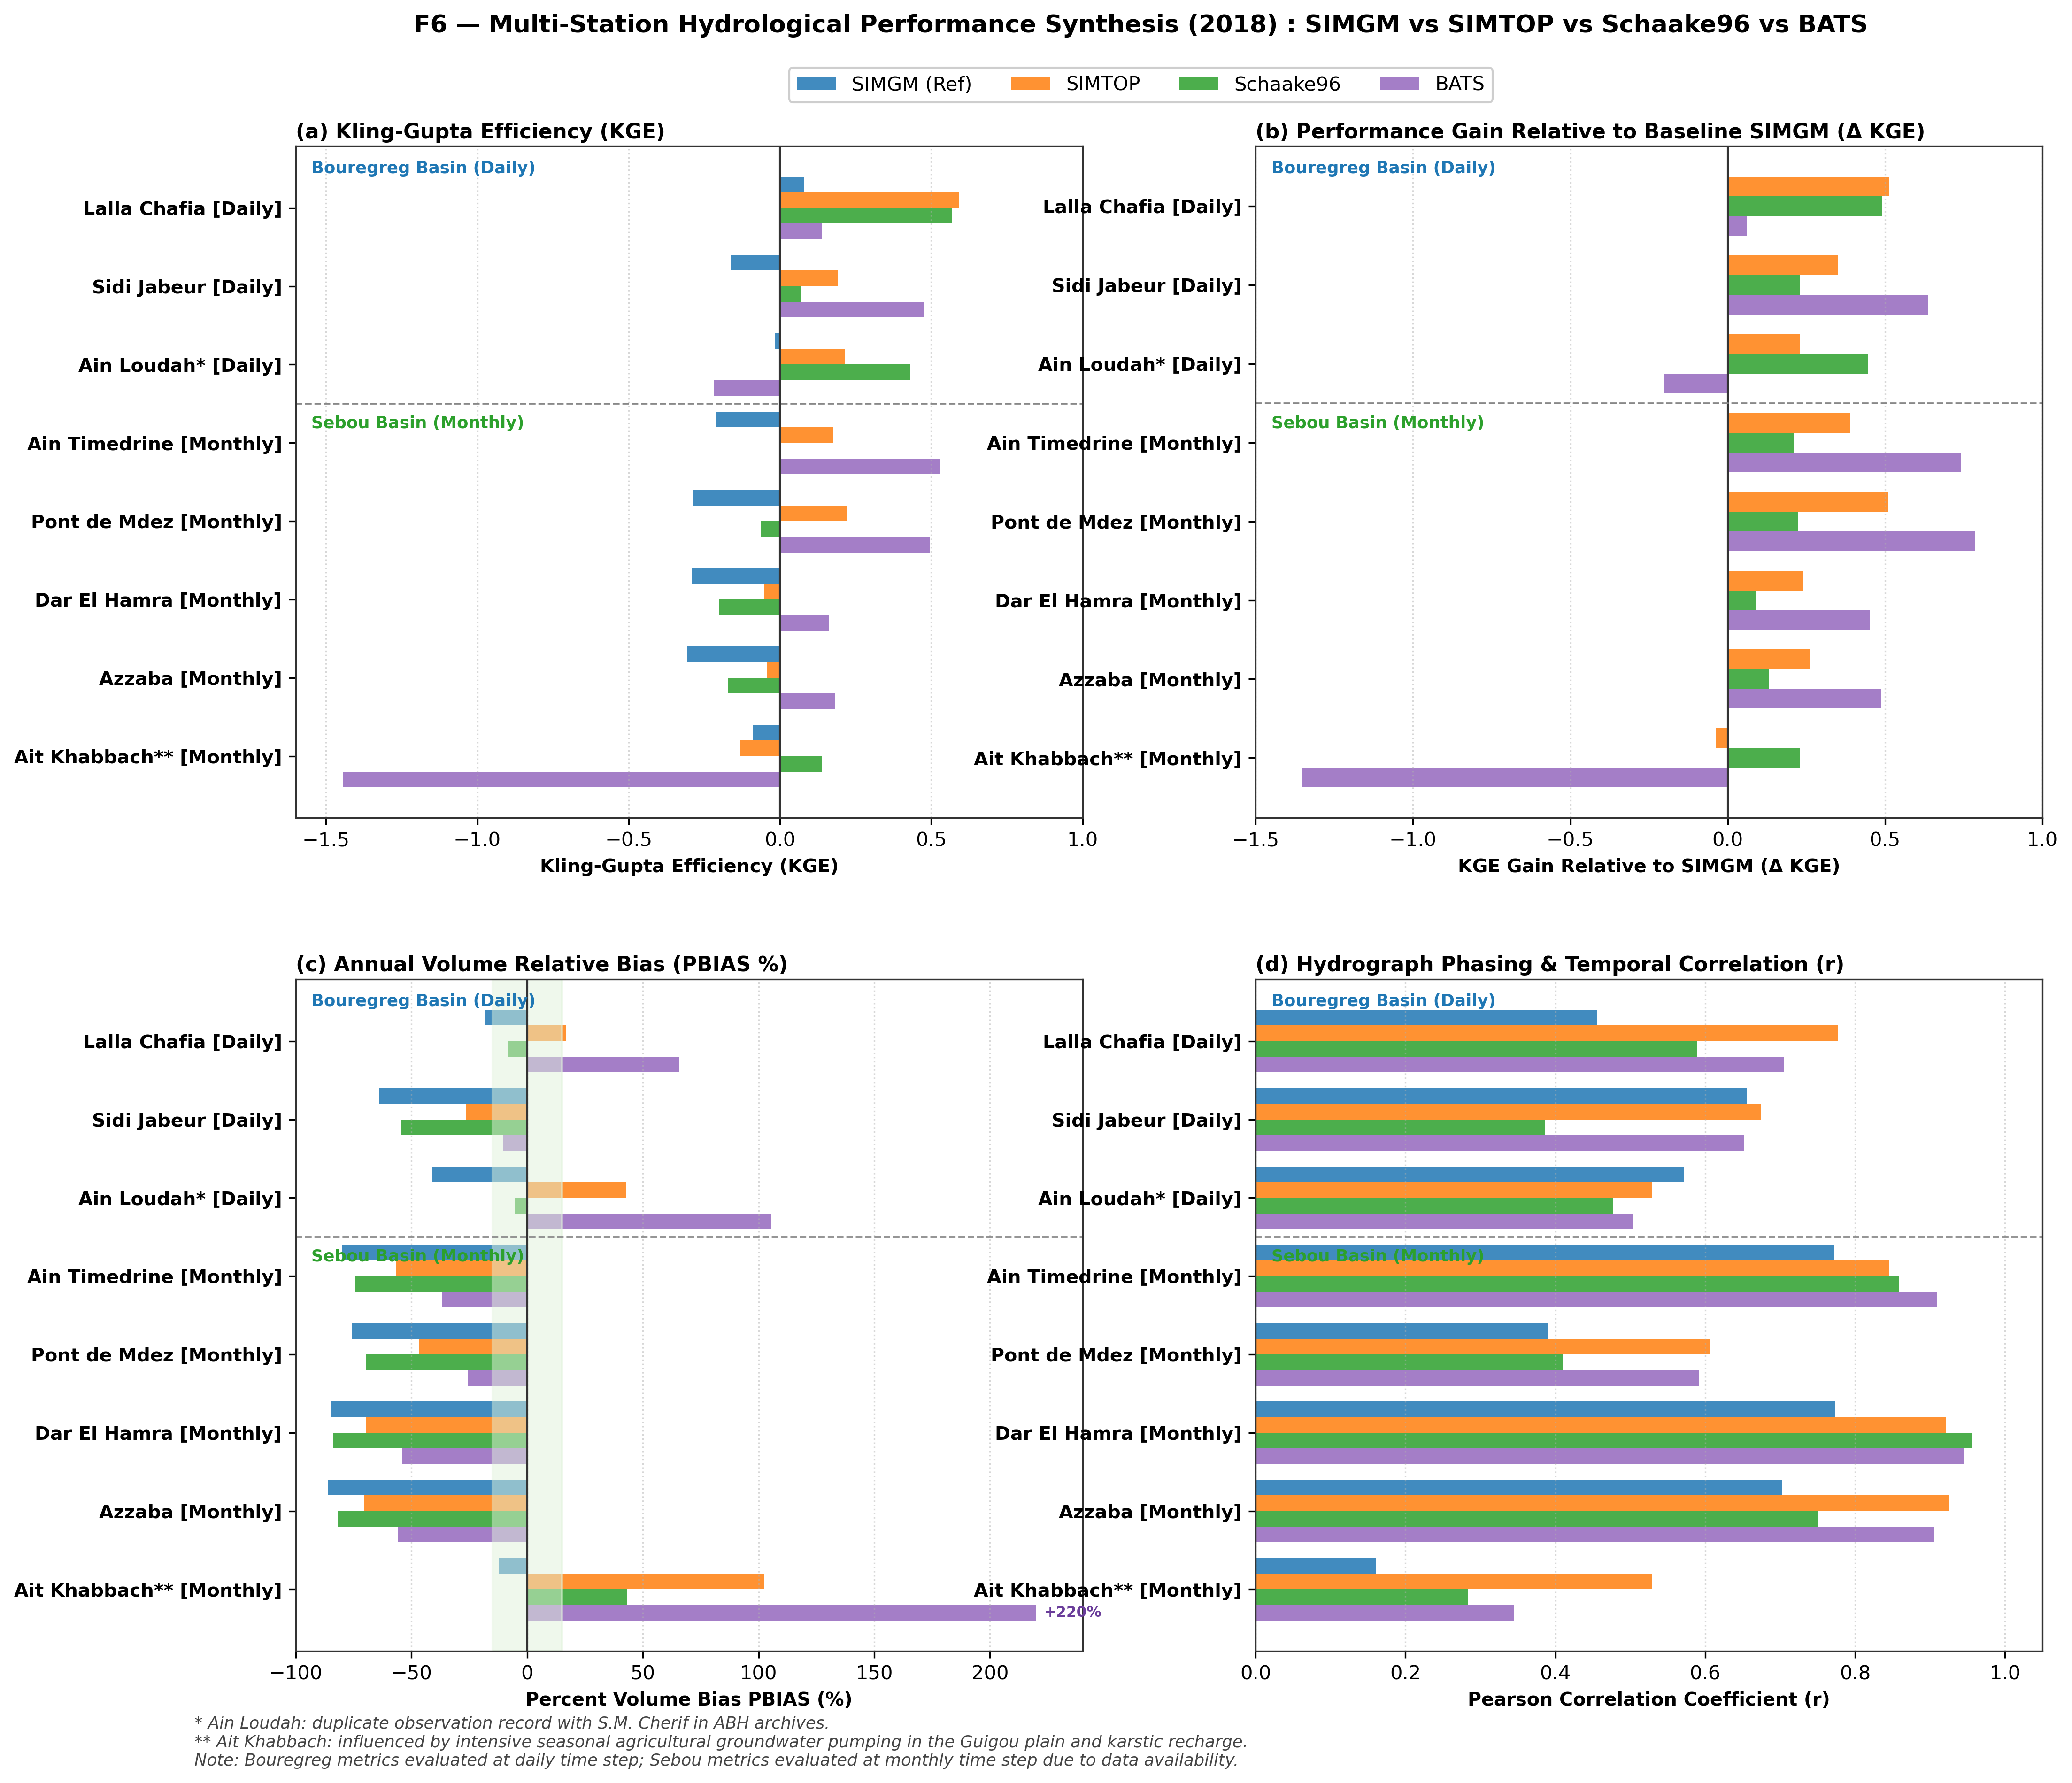 F6 — Multi-Station Hydrological Performance Synthesis (2018) : SIMGM vs SIMTOP vs Schaake96 vs BATS
SIMGM (Ref) SIMTOP Schaake96 BATS
(a) Kling-Gupta Efficiency (KGE)
Bouregreg Basin (Daily)
Lalla Chafia [Daily]
Sidi Jabeur [Daily]
Ain Loudah* [Daily]
Sebou Basin (Monthly)
Ain Timedrine [Monthly]
Pont de Mdez [Monthly]
Dar El Hamra [Monthly]
Azzaba [Monthly]
Ait Khabbach** [Monthly]
−1.5 −1.0 −0.5 0.0 0.5 1.0
Kling-Gupta Efficiency (KGE)
(b) Performance Gain Relative to Baseline SIMGM (Δ KGE)
Bouregreg Basin (Daily)
Lalla Chafia [Daily]
Sidi Jabeur [Daily]
Ain Loudah* [Daily]
Sebou Basin (Monthly)
Ain Timedrine [Monthly]
Pont de Mdez [Monthly]
Dar El Hamra [Monthly]
Azzaba [Monthly]
Ait Khabbach** [Monthly]
−1.5 −1.0 −0.5 0.0 0.5 1.0
KGE Gain Relative to SIMGM (Δ KGE)
(c) Annual Volume Relative Bias (PBIAS %)
Bouregreg Basin (Daily)
Lalla Chafia [Daily]
Sidi Jabeur [Daily]
Ain Loudah* [Daily]
Sebou Basin (Monthly)
Ain Timedrine [Monthly]
Pont de Mdez [Monthly]
Dar El Hamra [Monthly]
Azzaba [Monthly]
Ait Khabbach** [Monthly]
+220%
−100 −50 0 50 100 150 200
Percent Volume Bias PBIAS (%)
(d) Hydrograph Phasing & Temporal Correlation (r)
Bouregreg Basin (Daily)
Lalla Chafia [Daily]
Sidi Jabeur [Daily]
Ain Loudah* [Daily]
Sebou Basin (Monthly)
Ain Timedrine [Monthly]
Pont de Mdez [Monthly]
Dar El Hamra [Monthly]
Azzaba [Monthly]
Ait Khabbach** [Monthly]
0.0 0.2 0.4 0.6 0.8 1.0
Pearson Correlation Coefficient (r)
* Ain Loudah: duplicate observation record with S.M. Cherif in ABH archives.
** Ait Khabbach: influenced by intensive seasonal agricultural groundwater pumping in the Guigou plain and karstic recharge.
Note: Bouregreg metrics evaluated at daily time step; Sebou metrics evaluated at monthly time step due to data availability.